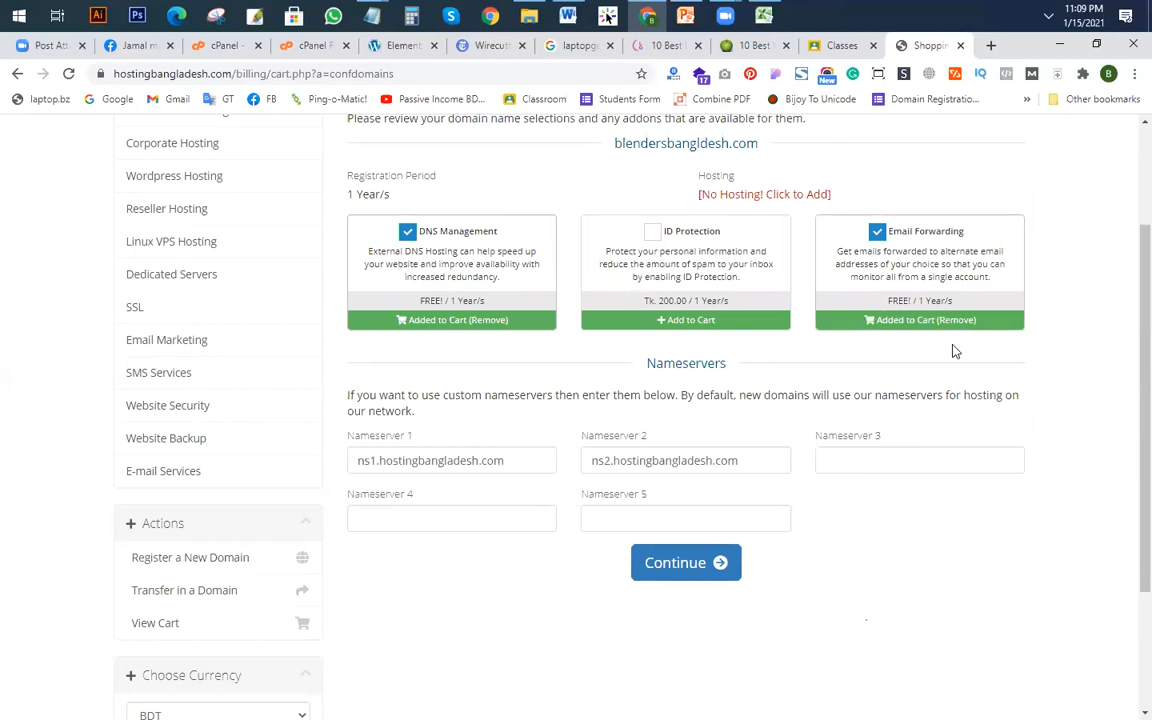 11:09 PM
1/15/2021
Post At
Jamal m
cPanel -
cPanel F
Element
Wirecutt
laptopge
10 Best
10 Best
Classes
Shoppin
hostingbangladesh.com/billing/cart.php?a=confdomains
17
New
B
laptop.bz
Google
Gmail
GT
FB
Ping-o-Matic!
Passive Income BD...
Classroom
Students Form
Combine PDF
Bijoy To Unicode
Domain Registratio...
Other bookmarks
Please review your domain name selections and any addons that are available for them.
blendersbangldesh.com
Registration Period
1 Year/s
Hosting
[No Hosting! Click to Add]
DNS Management
External DNS Hosting can help speed up
your website and improve availability with
increased redundancy.
FREE! / 1 Year/s
Added to Cart (Remove)
ID Protection
Protect your personal information and
reduce the amount of spam to your inbox
by enabling ID Protection.
Tk. 200.00 / 1 Year/s
Add to Cart
Email Forwarding
Get emails forwarded to alternate email
addresses of your choice so that you can
monitor all from a single account.
FREE! / 1 Year/s
Added to Cart (Remove)
Nameservers
If you want to use custom nameservers then enter them below. By default, new domains will use our nameservers for hosting on
our network.
Nameserver 1
ns1.hostingbangladesh.com
Nameserver 2
ns2.hostingbangladesh.com
Nameserver 3
Nameserver 4
Nameserver 5
Continue
Corporate Hosting
Wordpress Hosting
Reseller Hosting
Linux VPS Hosting
Dedicated Servers
SSL
Email Marketing
SMS Services
Website Security
Website Backup
E-mail Services
Actions
Register a New Domain
Transfer in a Domain
View Cart
Choose Currency
BDT